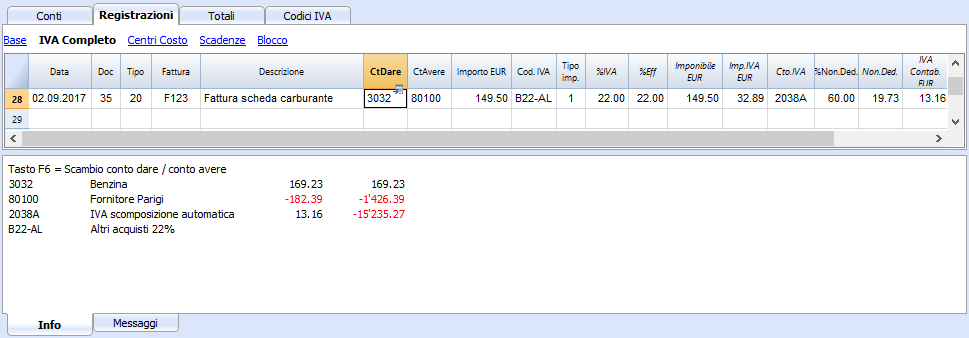 Conti Registrazioni Totali Codici IVA
Base IVA Completo Centri Costo Scadenze Blocco
Data Doc Tipo Fattura Descrizione CtDare CtAvere Importo EUR Cod. IVA Tipo imp. %IVA %Eff Imponibile EUR Imp.IVA EUR Cto.IVA %Non.Ded. Non.Ded. IVA Contab. EUR
28 02.09.2017 35 20 F123 Fattura scheda carburante 3032 80100 149.50 B22-AL 1 22.00 22.00 149.50 32.89 2038A 60.00 19.73 13.16
29
Tasto F6 = Scambio conto dare / conto avere
3032 Benzina 169.23 169.23
80100 Fornitore Parigi -182.39 -1'426.39
2038A IVA scomposizione automatica 13.16 -15'235.27
B22-AL Altri acquisti 22%
Info Messaggi